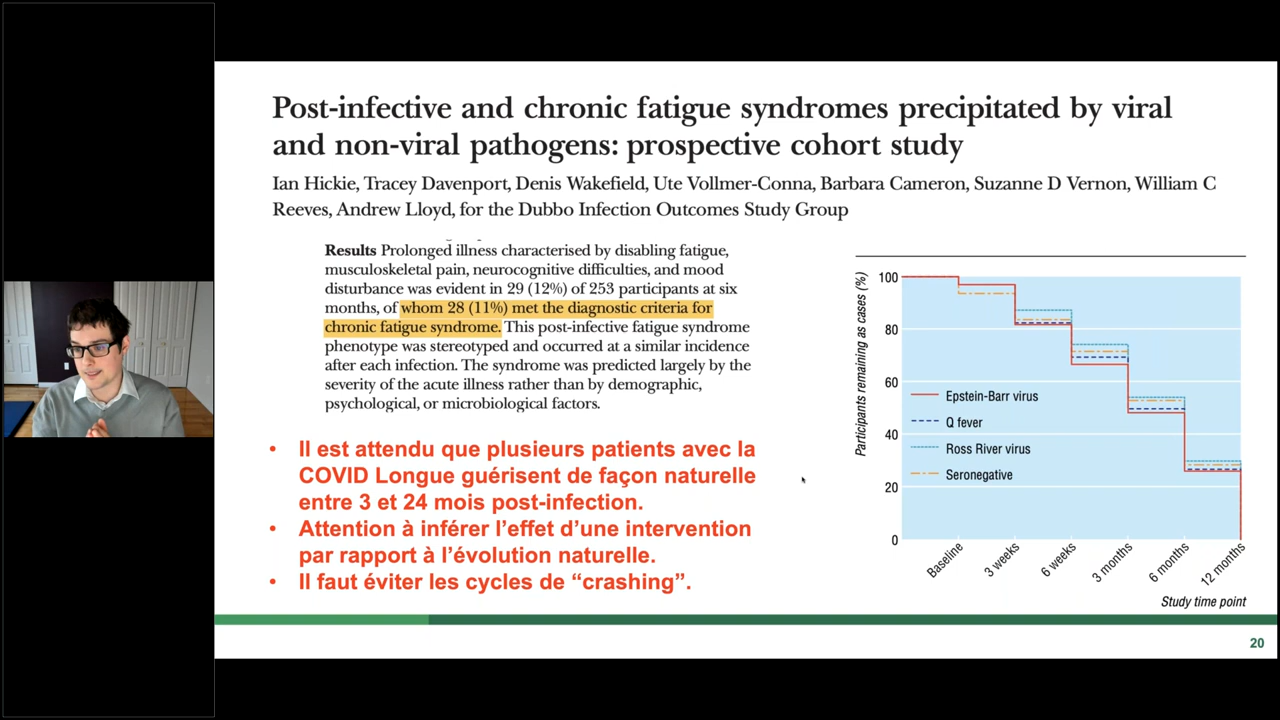 Post-infective and chronic fatigue syndromes precipitated by viral
and non-viral pathogens: prospective cohort study
Ian Hickie, Tracey Davenport, Denis Wakefield, Ute Vollmer-Conna, Barbara Cameron, Suzanne D Vernon, William C
Reeves, Andrew Lloyd, for the Dubbo Infection Outcomes Study Group
Results Prolonged illness characterised by disabling fatigue,
musculoskeletal pain, neurocognitive difficulties, and mood
disturbance was evident in 29 (12%) of 253 participants at six
months, of whom 28 (11%) met the diagnostic criteria for
chronic fatigue syndrome. This post-infective fatigue syndrome
phenotype was stereotyped and occurred at a similar incidence
after each infection. The syndrome was predicted largely by the
severity of the acute illness rather than by demographic,
psychological, or microbiological factors.
• Il est attendu que plusieurs patients avec la
COVID Longue guérisent de façon naturelle
entre 3 et 24 mois post-infection.
• Attention à inférer l’effet d’une intervention
par rapport à l’évolution naturelle.
• Il faut éviter les cycles de “crashing”.
Participants remaining as cases (%)
100
80
60
40
20
0
Epstein-Barr virus
Q fever
Ross River virus
Seronegative
Baseline
3 weeks
6 weeks
3 months
6 months
12 months
Study time point
20